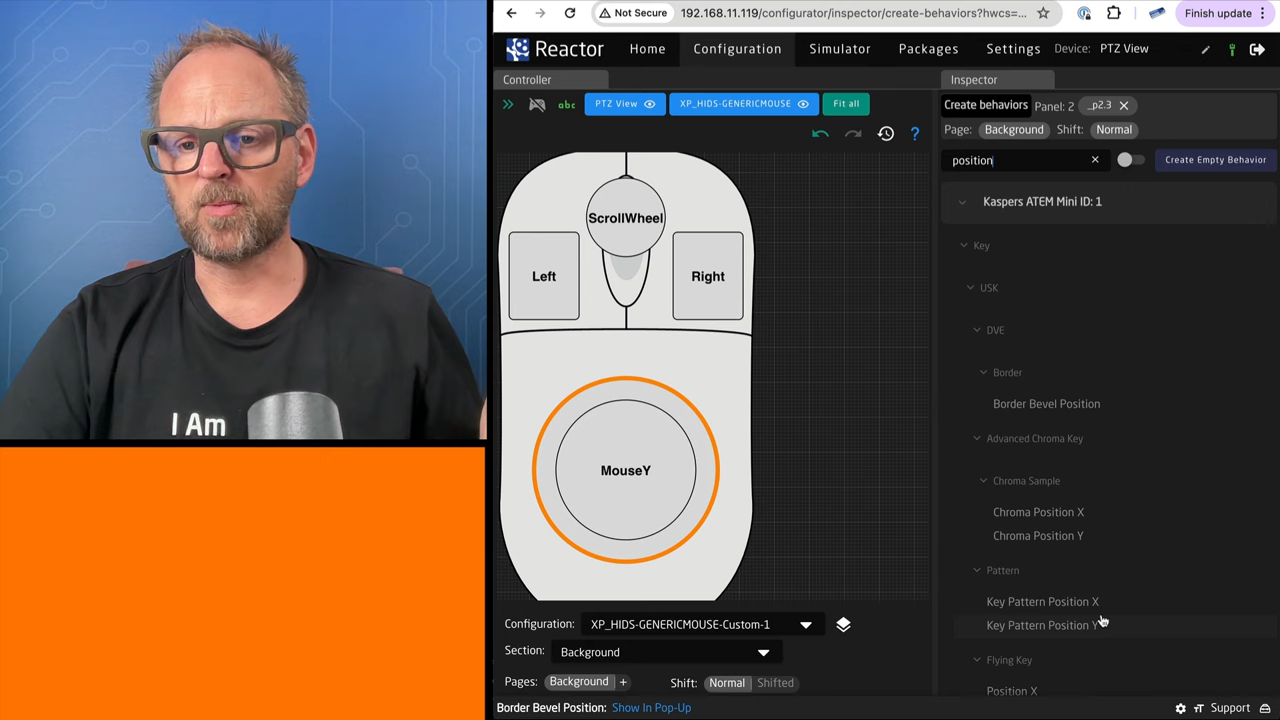 Not Secure 192.168.11.119/configurator/inspector/create-behaviors?hwcs=... Finish update
Reactor Home Configuration Simulator Packages Settings Device: PTZ View
Controller
abc PTZ View XP_HIDS-GENERICMOUSE Fit all
?
ScrollWheel
Left
Right
MouseY
Configuration: XP_HIDS-GENERICMOUSE-Custom-1
Section: Background
Pages: Background + Shift: Normal Shifted
Border Bevel Position: Show In Pop-Up
Inspector
Create behaviors Panel: 2 _p2.3
Page: Background Shift: Normal
position Create Empty Behavior
Kaspers ATEM Mini ID: 1
Key
USK
DVE
Border
Border Bevel Position
Advanced Chroma Key
Chroma Sample
Chroma Position X
Chroma Position Y
Pattern
Key Pattern Position X
Key Pattern Position Y
Flying Key
Position X
Support
I Am